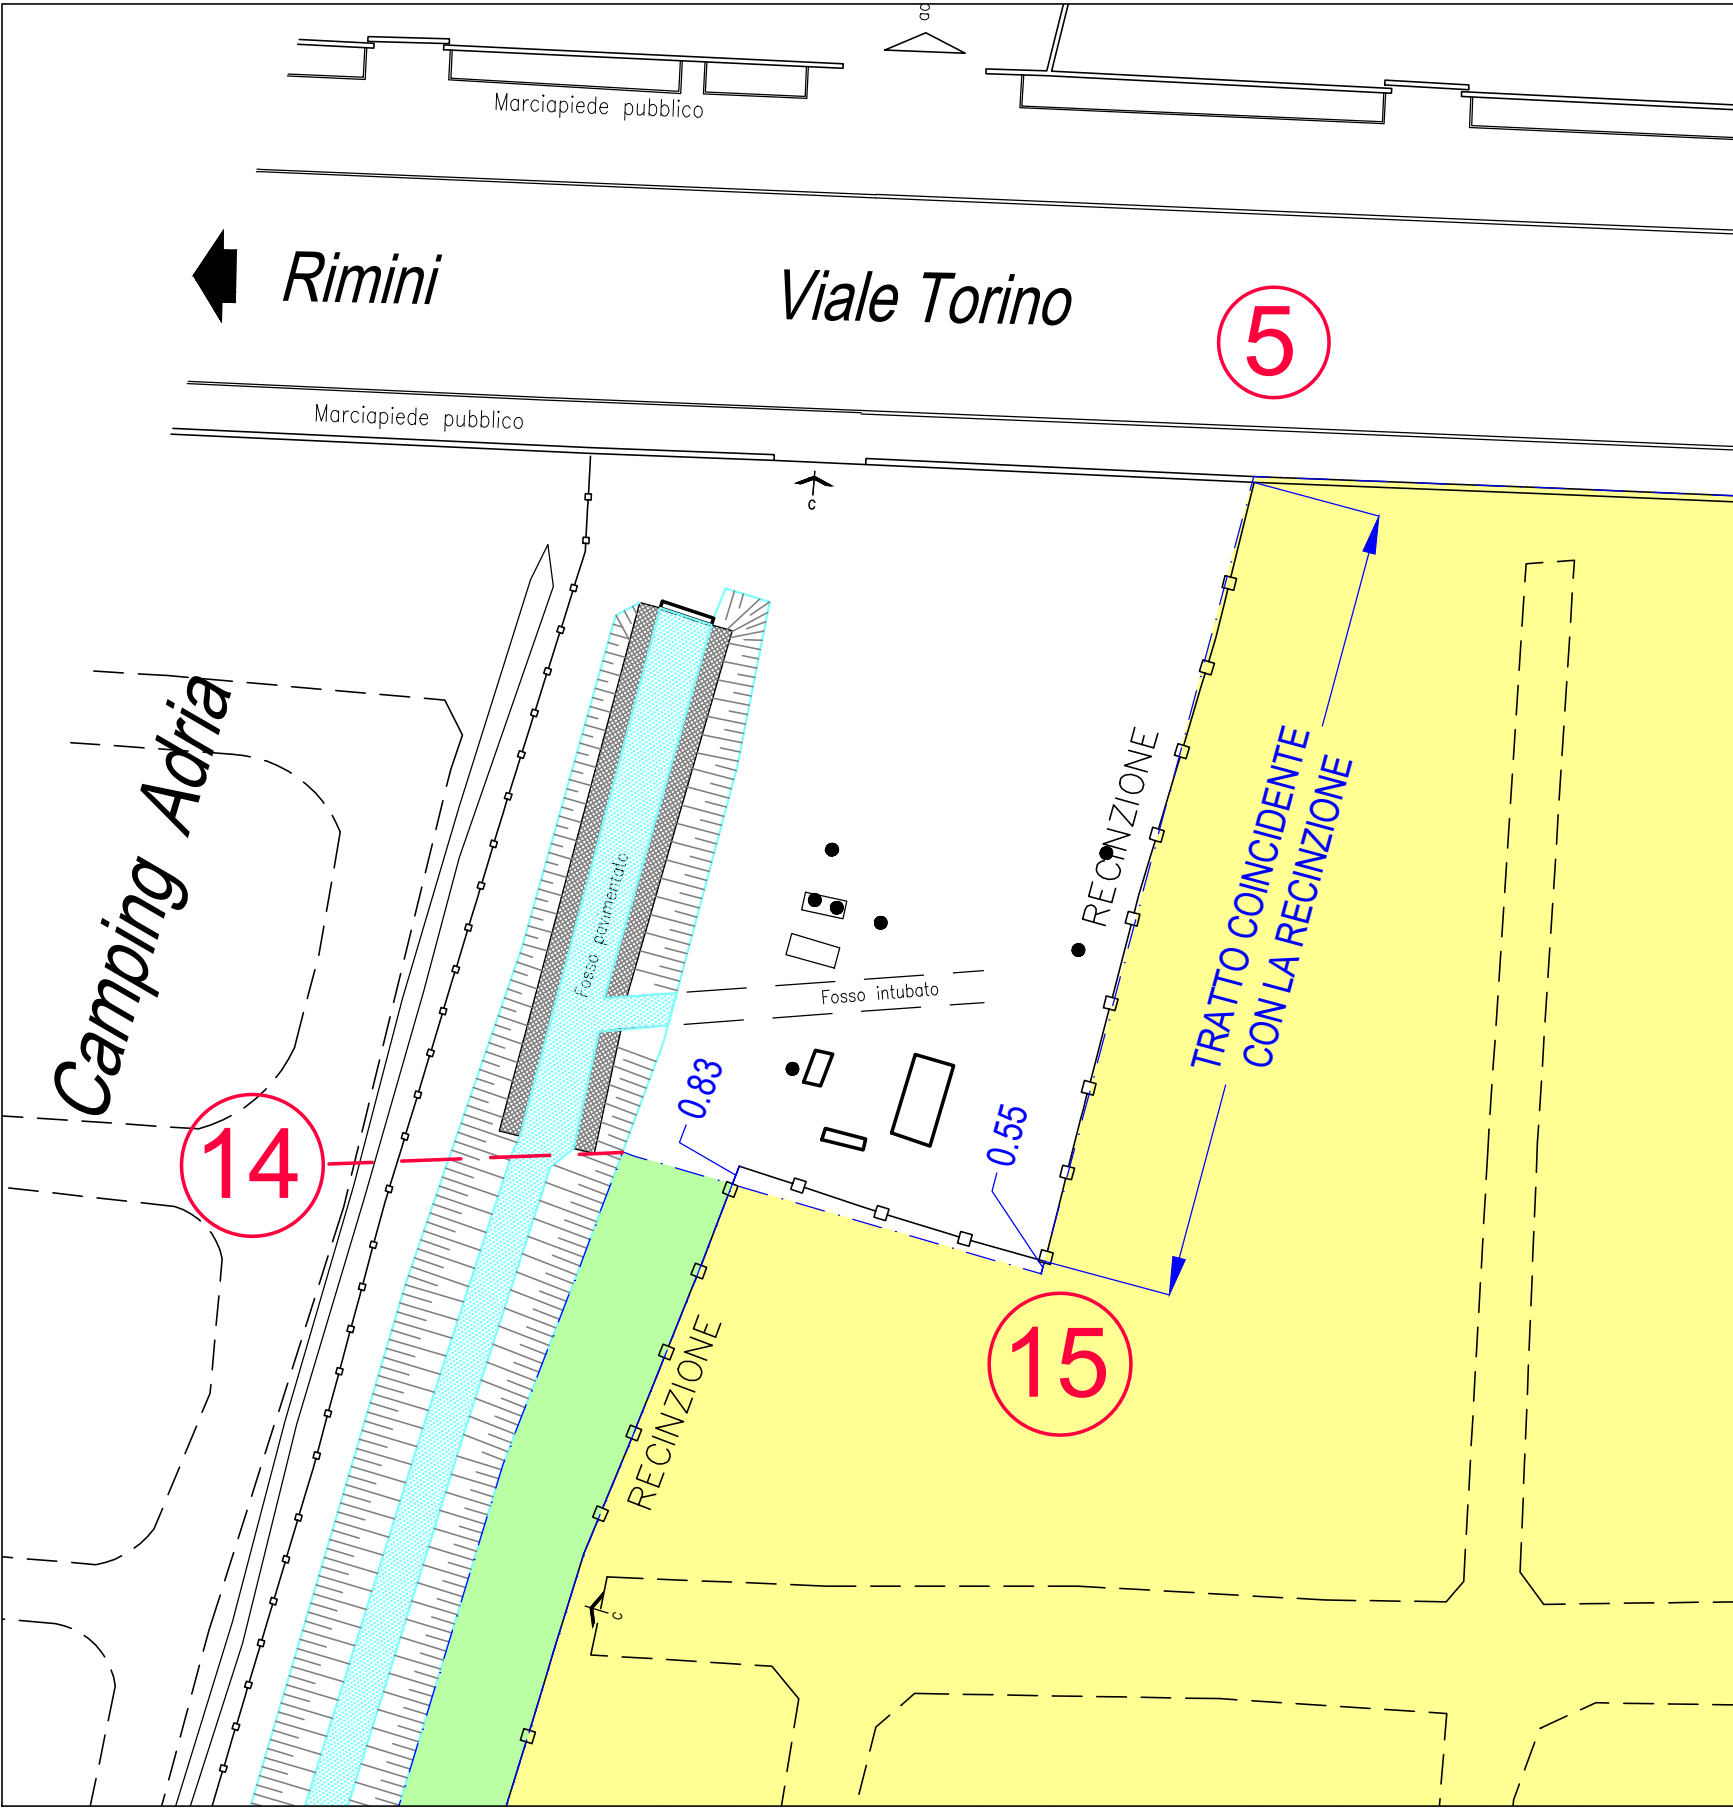 ac
Marciapiede pubblico
Rimini
Viale Torino
5
Marciapiede pubblico
c
Camping Adria
Fosso pavimentato
RECINZIONE
TRATTO COINCIDENTE
CON LA RECINZIONE
Fosso intubato
0.83
0.55
14
15
RECINZIONE
c